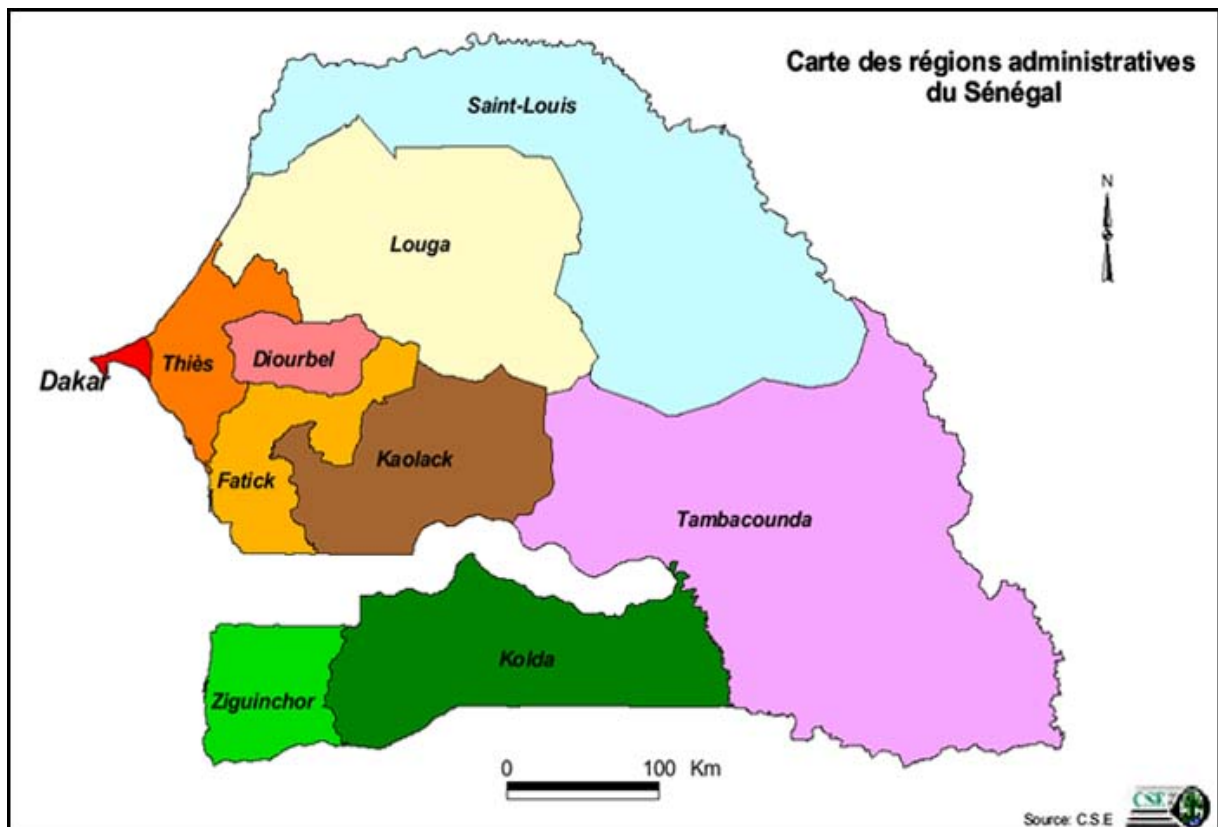 Carte des régions administratives
du Sénégal
Saint-Louis
N
Louga
Dakar
Thiès
Diourbel
Fatick
Kaolack
Tambacounda
Kolda
Ziguinchor
0 100 Km
CSE
Source: C.S.E